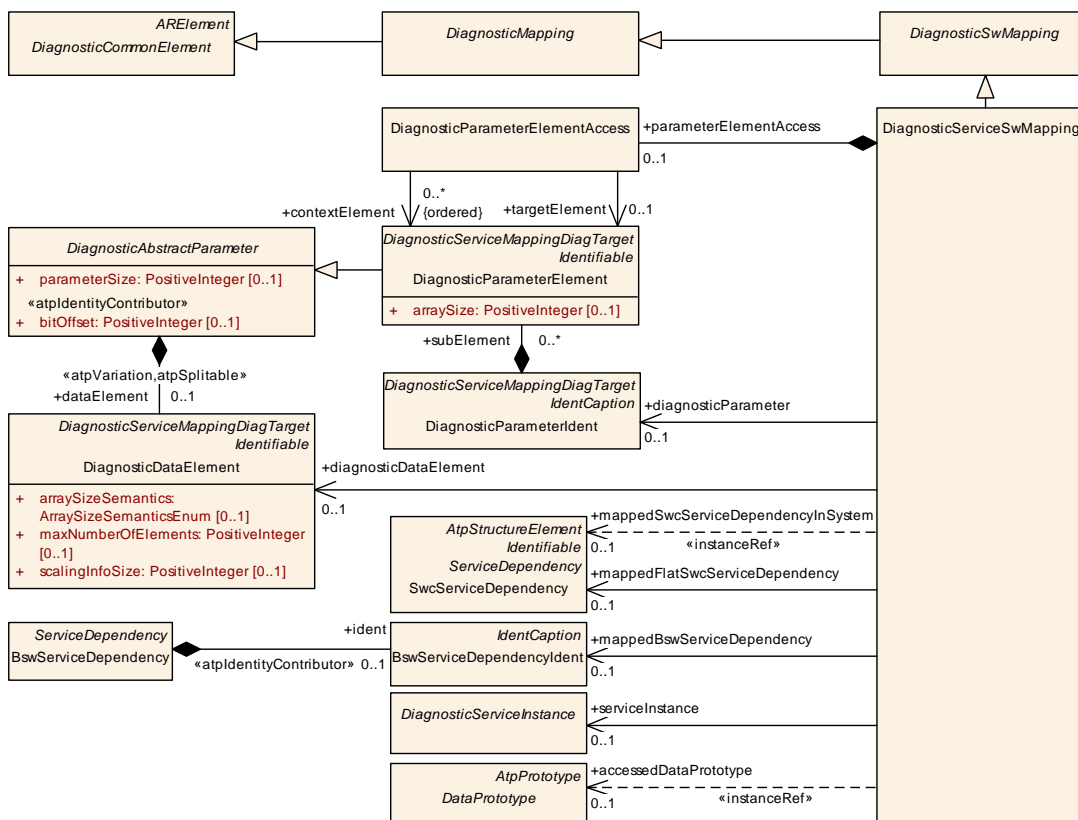 ARElement
DiagnosticCommonElement
DiagnosticMapping
DiagnosticSwMapping
DiagnosticParameterElementAccess
+parameterElementAccess
0..1
DiagnosticServiceSwMapping
0..*
+contextElement
{ordered}
+targetElement
0..1
DiagnosticAbstractParameter
+ parameterSize: PositiveInteger [0..1]
«atpIdentityContributor»
+ bitOffset: PositiveInteger [0..1]
DiagnosticServiceMappingDiagTarget
Identifiable
DiagnosticParameterElement
+ arraySize: PositiveInteger [0..1]
+subElement
0..*
«atpVariation,atpSplitable»
+dataElement
0..1
DiagnosticServiceMappingDiagTarget
IdentCaption
DiagnosticParameterIdent
+diagnosticParameter
0..1
DiagnosticServiceMappingDiagTarget
Identifiable
DiagnosticDataElement
+ arraySizeSemantics:
ArraySizeSemanticsEnum [0..1]
+ maxNumberOfElements: PositiveInteger
[0..1]
+ scalingInfoSize: PositiveInteger [0..1]
+diagnosticDataElement
0..1
AtpStructureElement
Identifiable
ServiceDependency
SwcServiceDependency
+mappedSwcServiceDependencyInSystem
0..1
«instanceRef»
+mappedFlatSwcServiceDependency
0..1
ServiceDependency
BswServiceDependency
+ident
«atpIdentityContributor»
0..1
IdentCaption
BswServiceDependencyIdent
+mappedBswServiceDependency
0..1
DiagnosticServiceInstance
+serviceInstance
0..1
AtpPrototype
DataPrototype
+accessedDataPrototype
0..1
«instanceRef»